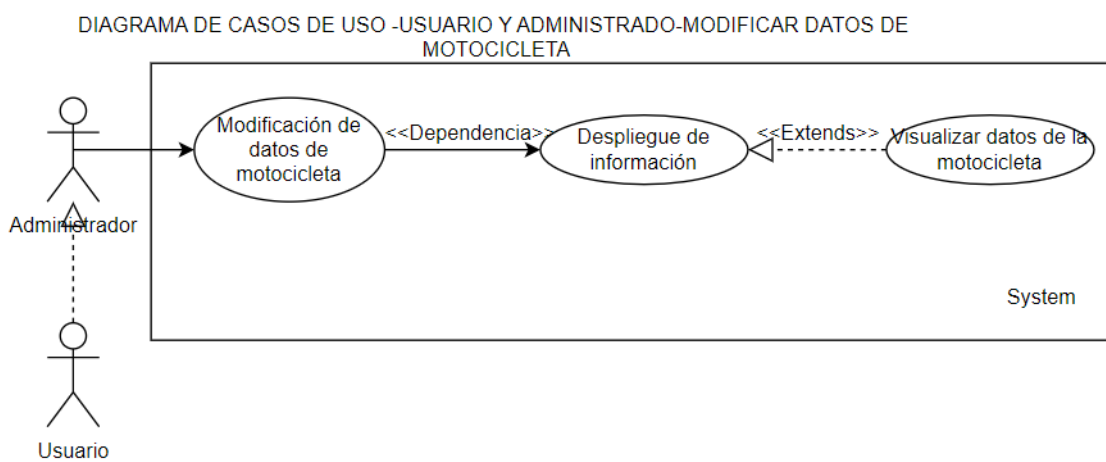 DIAGRAMA DE CASOS DE USO -USUARIO Y ADMINISTRADO-MODIFICAR DATOS DE
MOTOCICLETA
Modificación de
datos de
motocicleta
<<Dependencia>>
Despliegue de
información
<<Extends>>
Visualizar datos de la
motocicleta
Administrador
System
Usuario